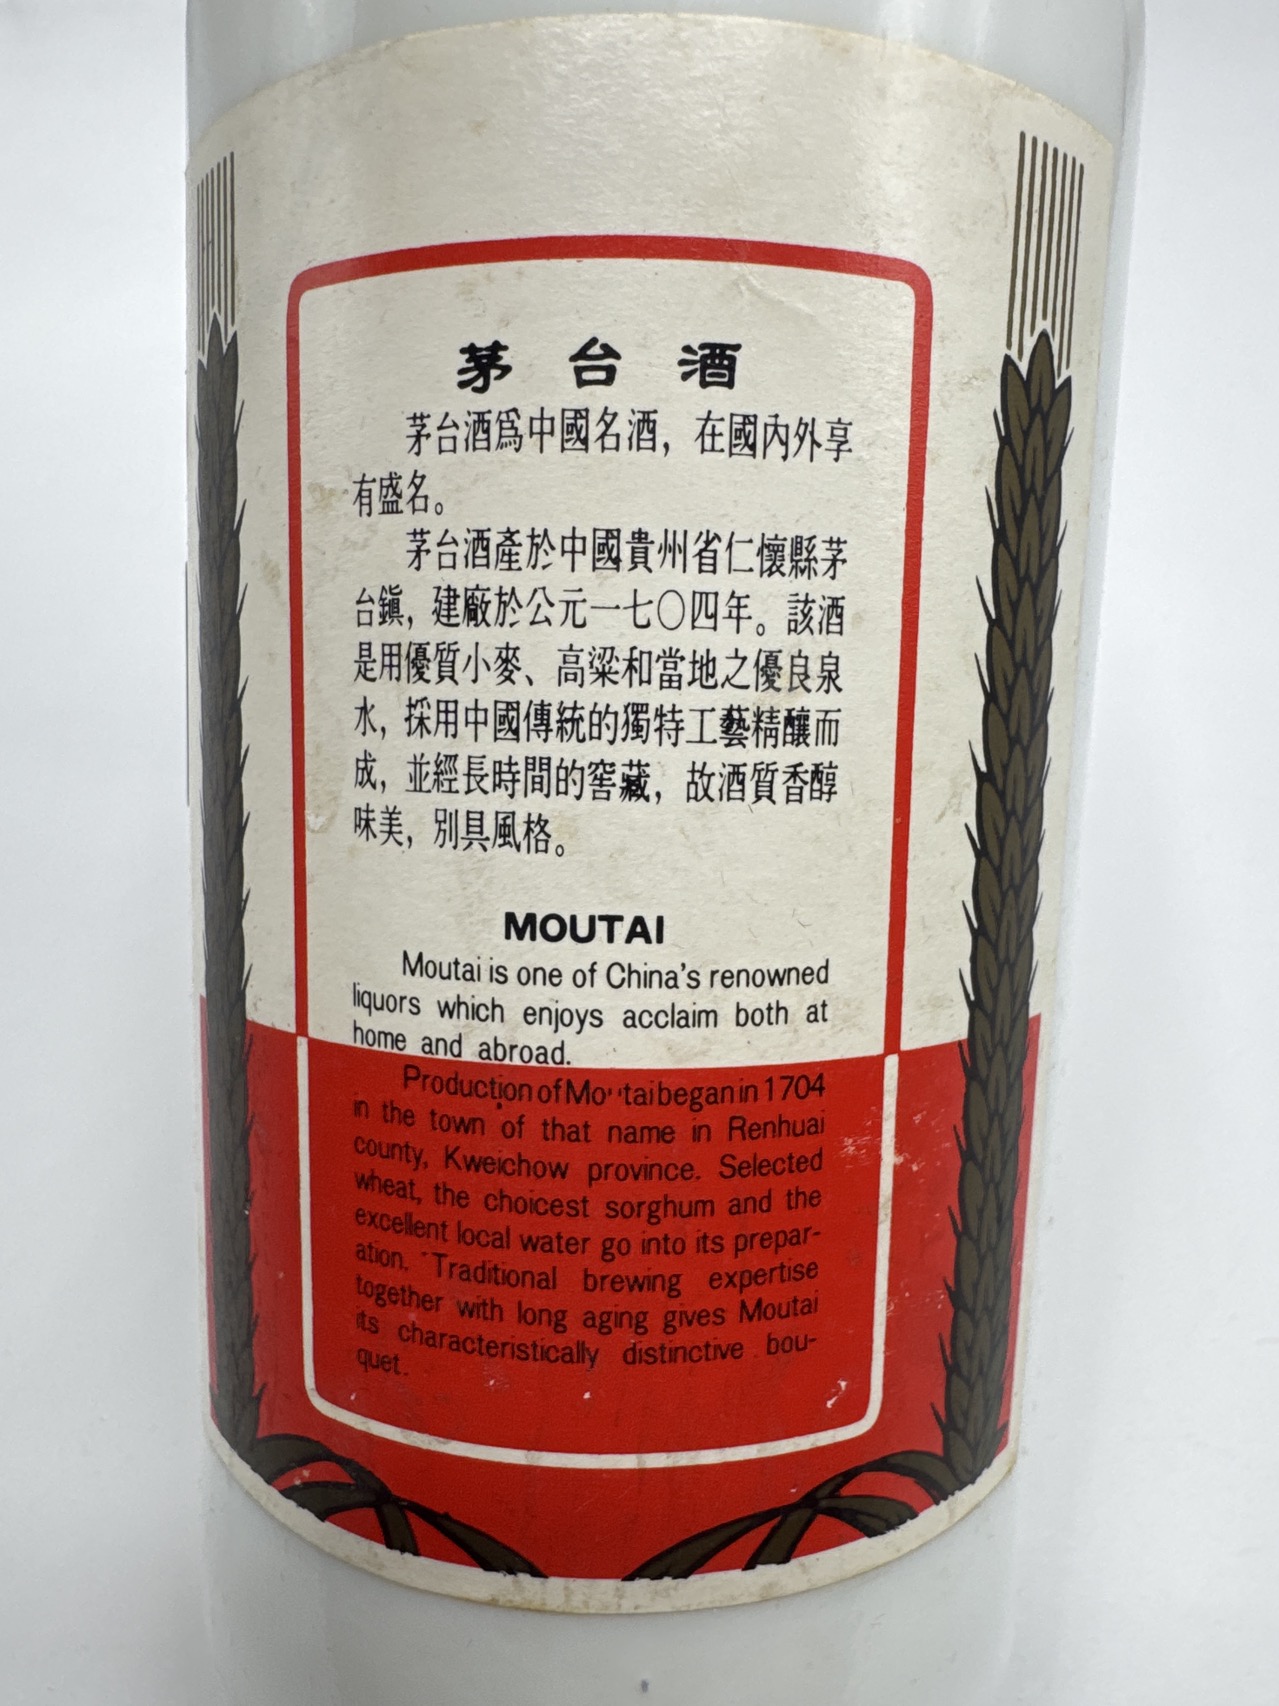 茅台酒
茅台酒爲中國名酒，在國內外享
有盛名。
茅台酒產於中國貴州省仁懷縣茅
台鎮，建廠於公元一七〇四年。該酒
是用優質小麥、高粱和當地之優良泉
水，採用中國傳統的獨特工藝精釀而
成，並經長時間的窖藏，故酒質香醇
味美，別具風格。
MOUTAI
Moutai is one of China's renowned
liquors which enjoys acclaim both at
home and abroad.
Production of Moutai began in 1704
in the town of that name in Renhuai
county, Kweichow province. Selected
wheat, the choicest sorghum and the
excellent local water go into its prepar-
ation. Traditional brewing expertise
together with long aging gives Moutai
its characteristically distinctive bou-
quet.